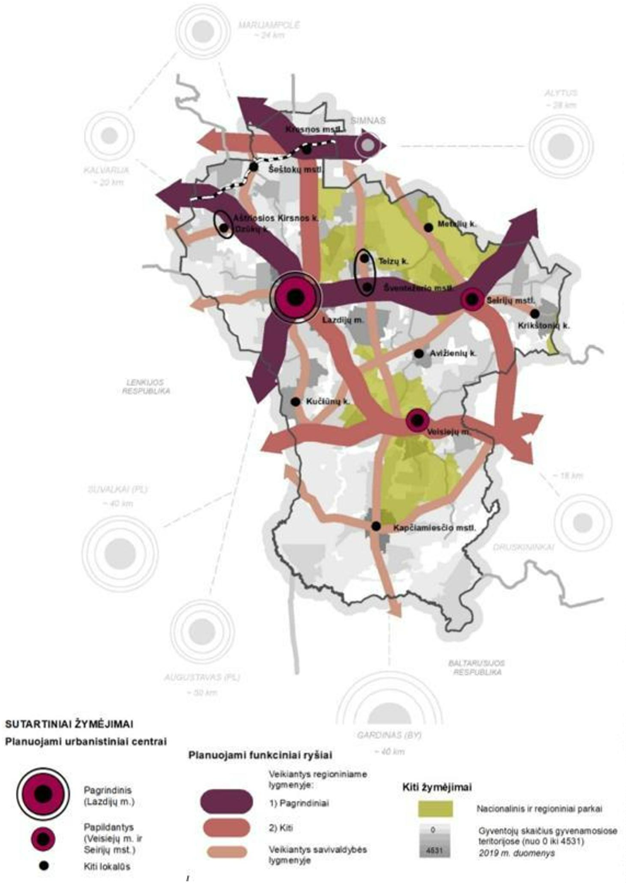 MARIJAMPOLĖ
~ 24 km
ALYTUS
~ 28 km
SIMNAS
Krosnos mstl.
KALVARIJA
~ 20 km
Šeštokų mstl.
Aštriosios Kirsnos k.
Dzūkų k.
Metelių k.
Teizų k.
Šventežerio mstl.
Seirijų mstl.
Lazdijų m.
Krikštonių k.
Avižienių k.
LENKIJOS
RESPUBLIKA
Kučiūnų k.
Veisiejų m.
SUVALKAI (PL)
~ 40 km
~ 16 km
Kapčiamiesčio mstl.
DRUSKININKAI
AUGUSTAVAS (PL)
~ 50 km
BALTARUSIJOS
RESPUBLIKA
GARDINAS (BY)
~ 40 km
SUTARTINIAI ŽYMĖJIMAI
Planuojami urbanistiniai centrai
Pagrindinis
(Lazdijų m.)
Papildantys
(Veisiejų m. ir
Seirijų mst.)
Kiti lokalūs
Planuojami funkciniai ryšiai
Veikiantys regioniniame
lygmenyje:
1) Pagrindiniai
2) Kiti
Veikiantys savivaldybės
lygmenyje
Kiti žymėjimai
Nacionalinis ir regioniniai parkai
0
4531
Gyventojų skaičius gyvenamosiose
teritorijose (nuo 0 iki 4531)
2019 m. duomenys